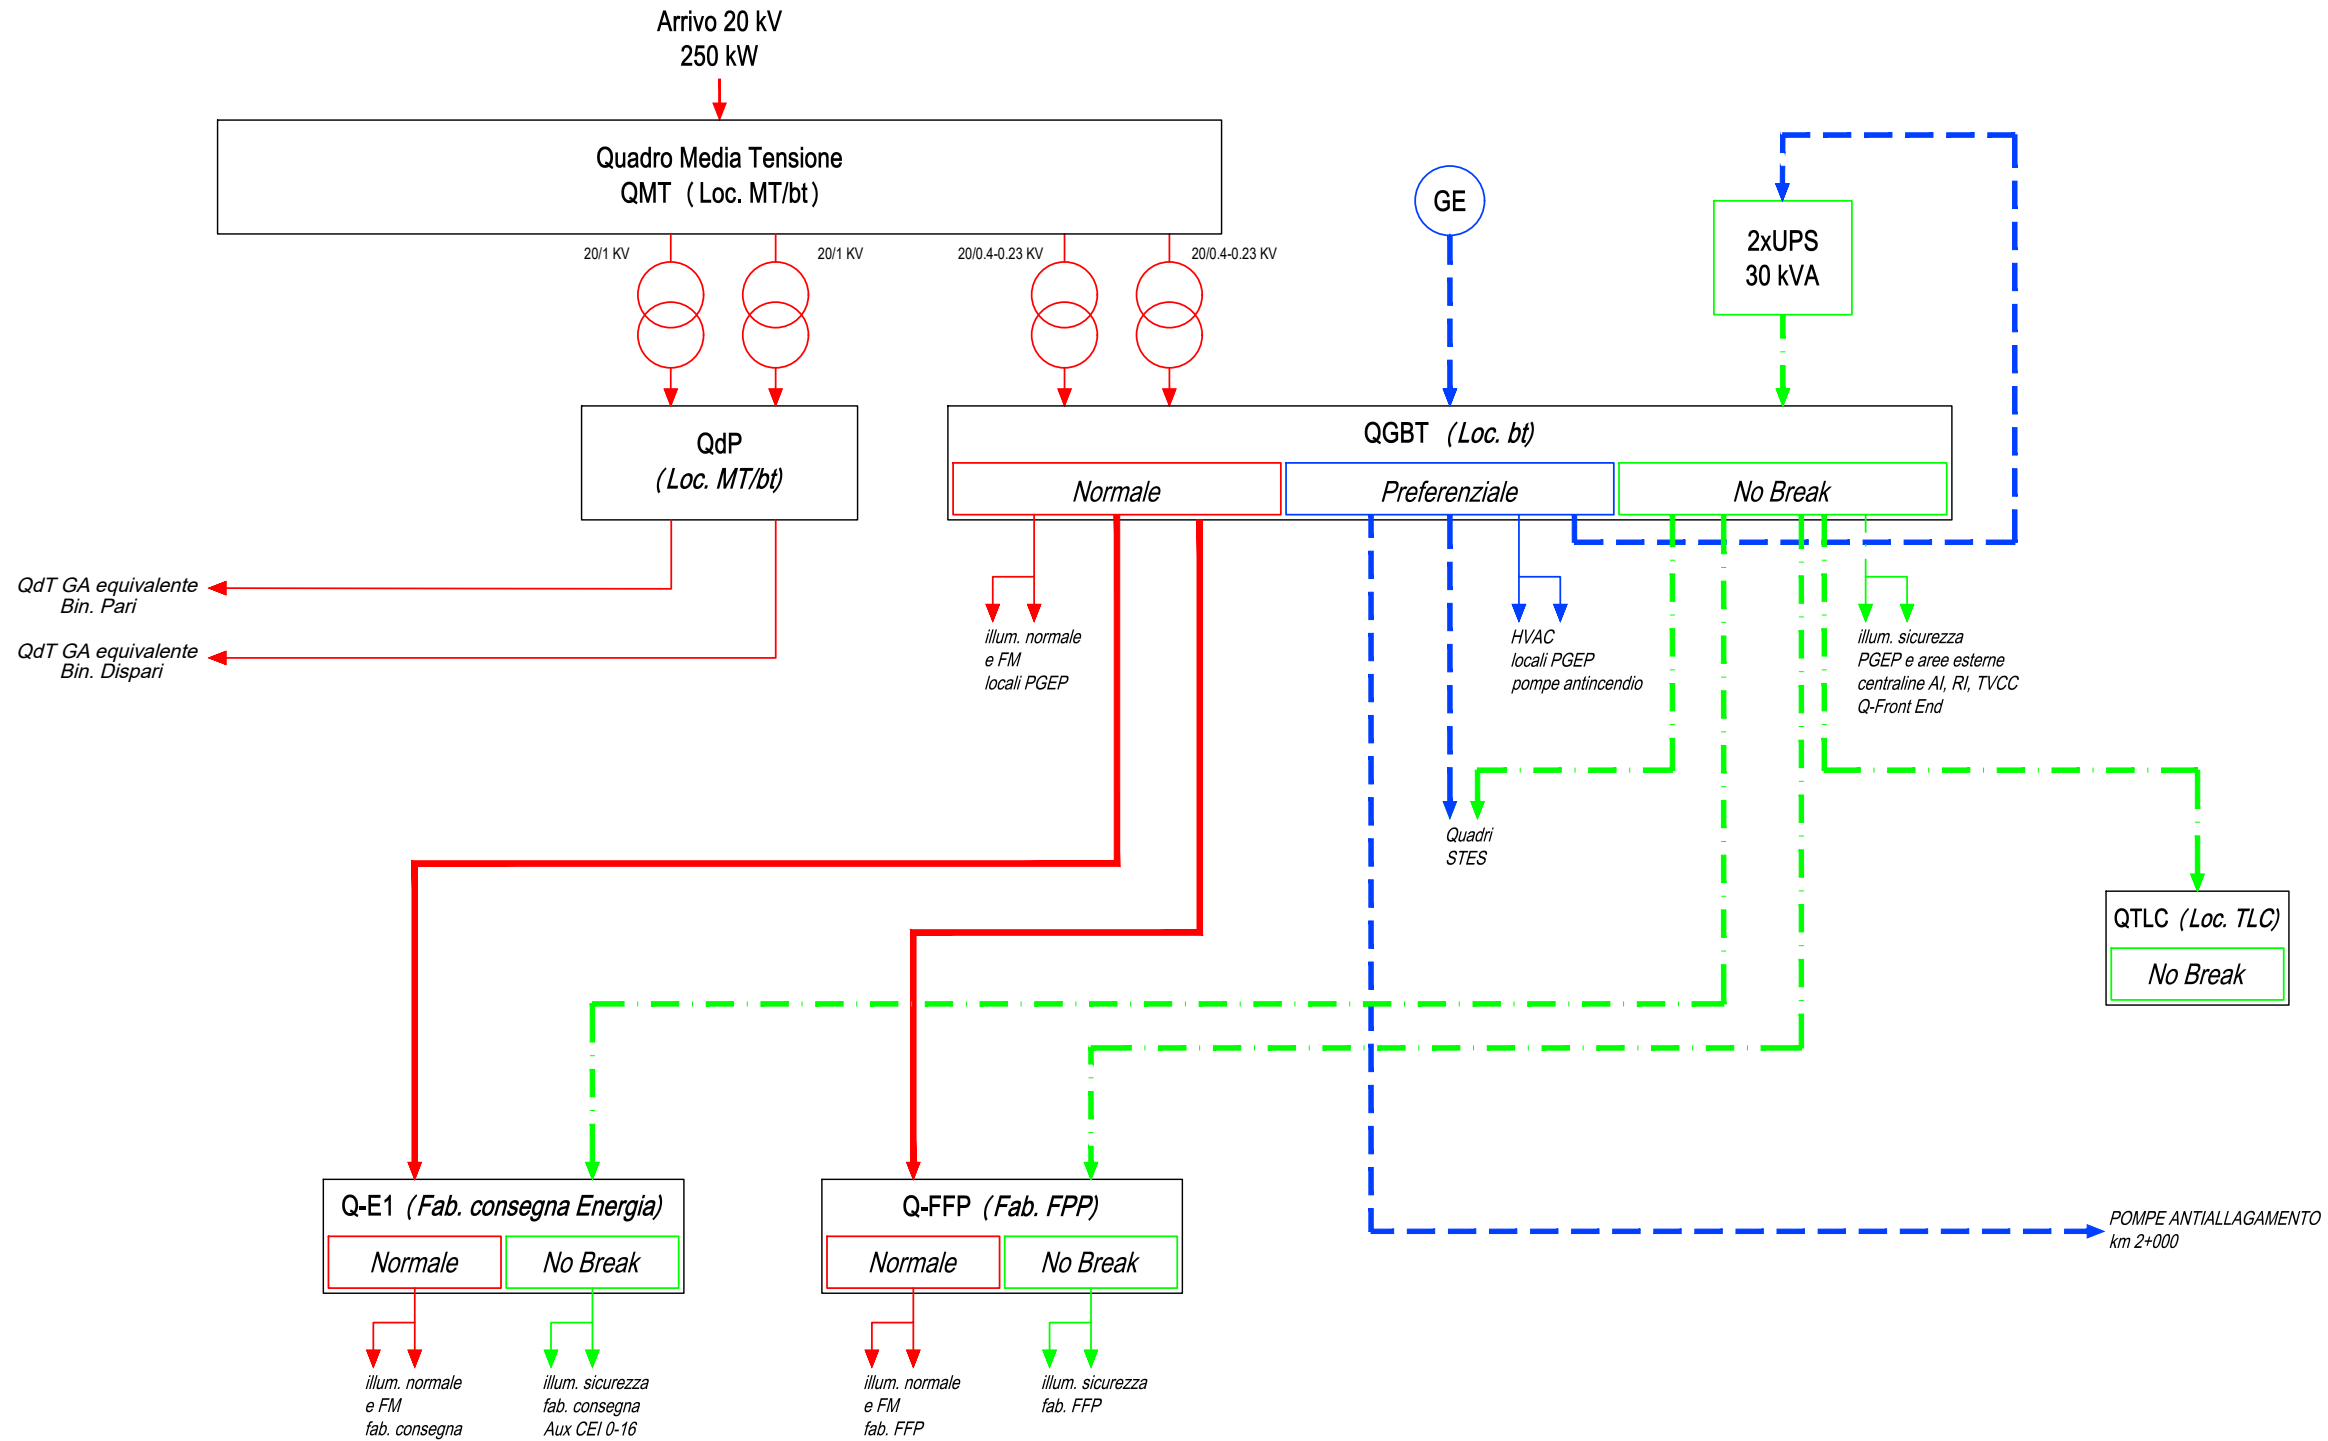 Arrivo 20 kV
250 kW
Quadro Media Tensione
QMT (Loc. MT/bt)
GE
2xUPS
30 kVA
20/1 KV
20/1 KV
20/0.4-0.23 KV
20/0.4-0.23 KV
QdP
(Loc. MT/bt)
QGBT (Loc. bt)
Normale
Preferenziale
No Break
QdT GA equivalente
Bin. Pari
QdT GA equivalente
Bin. Dispari
illum. normale
e FM
locali PGEP
HVAC
locali PGEP
pompe antincendio
illum. sicurezza
PGEP e aree esterne
centraline AI, RI, TVCC
Q-Front End
Quadri
STES
QTLC (Loc. TLC)
No Break
Q-E1 (Fab. consegna Energia)
Normale
No Break
Q-FFP (Fab. FPP)
Normale
No Break
POMPE ANTIALLAGAMENTO
km 2+000
illum. normale
e FM
fab. consegna
illum. sicurezza
fab. consegna
Aux CEI 0-16
illum. normale
e FM
fab. FFP
illum. sicurezza
fab. FFP